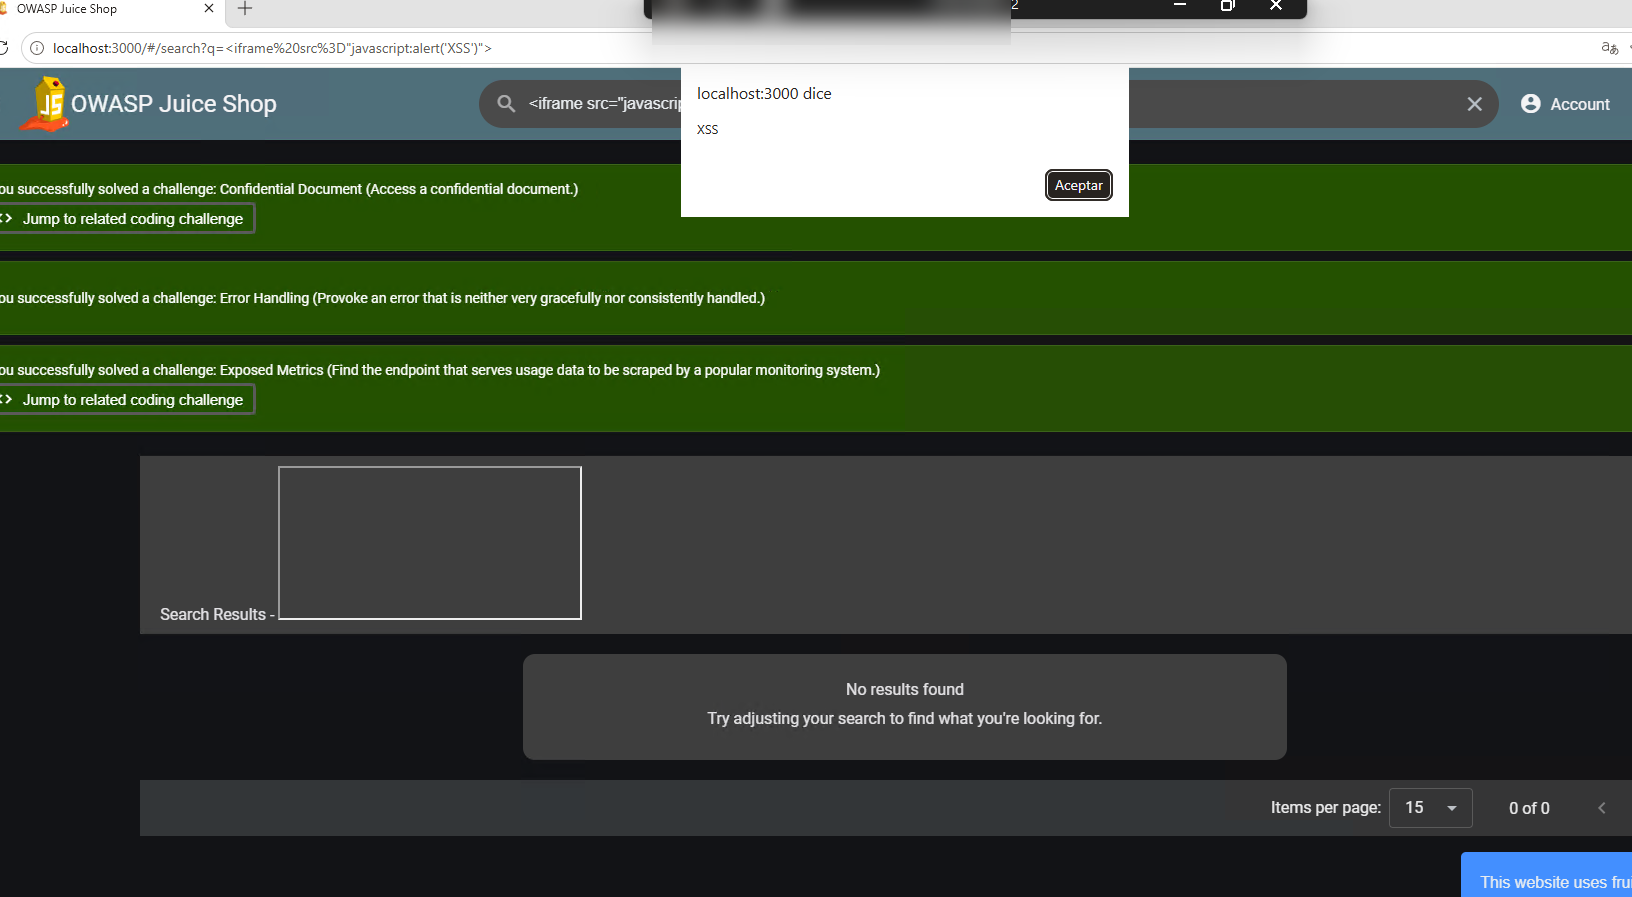 OWASP Juice Shop
2
localhost:3000/#/search?q=<iframe%20src%3D"javascript:alert('XSS')">
OWASP Juice Shop
<iframe src="javascrip
Account
localhost:3000 dice
XSS
Aceptar
ou successfully solved a challenge: Confidential Document (Access a confidential document.)
<> Jump to related coding challenge
ou successfully solved a challenge: Error Handling (Provoke an error that is neither very gracefully nor consistently handled.)
ou successfully solved a challenge: Exposed Metrics (Find the endpoint that serves usage data to be scraped by a popular monitoring system.)
<> Jump to related coding challenge
Search Results -
No results found
Try adjusting your search to find what you're looking for.
Items per page: 15 0 of 0
This website uses frui